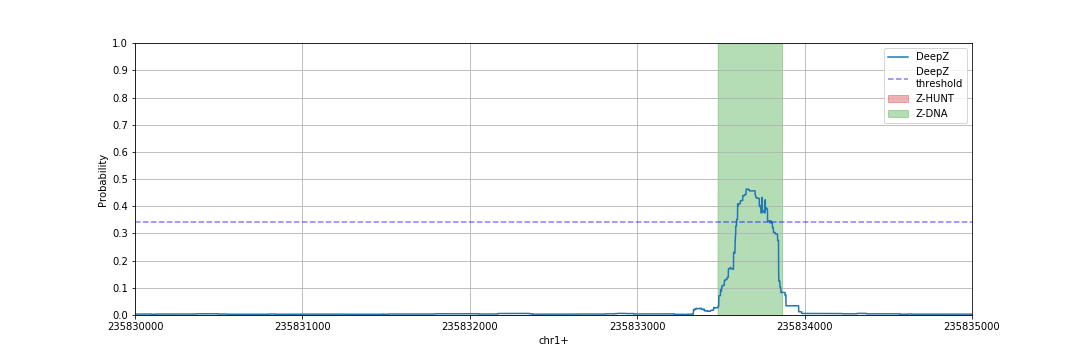 1.0
0.9
0.8
0.7
0.6
0.5
0.4
0.3
0.2
0.1
0.0
Probability
235830000 235831000 235832000 235833000 235834000 235835000
chr1+
DeepZ
DeepZ
threshold
Z-HUNT
Z-DNA